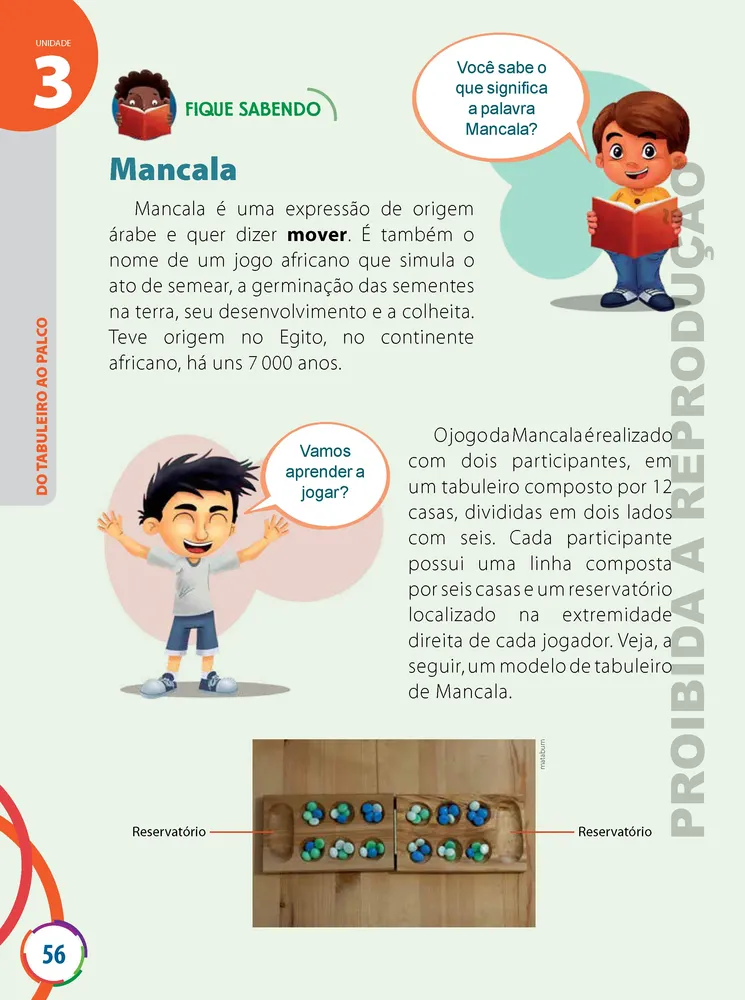 UNIDADE
3
FIQUE SABENDO
Você sabe o
que significa
a palavra
Mancala?
Mancala
Mancala é uma expressão de origem
árabe e quer dizer mover. É também o
nome de um jogo africano que simula o
ato de semear, a germinação das sementes
na terra, seu desenvolvimento e a colheita.
Teve origem no Egito, no continente
africano, há uns 7 000 anos.
DO TABULEIRO AO PALCO
Vamos
aprender a
jogar?
O jogo da Mancala é realizado
com dois participantes, em
um tabuleiro composto por 12
casas, divididas em dois lados
com seis. Cada participante
possui uma linha composta
por seis casas e um reservatório
localizado na extremidade
direita de cada jogador. Veja, a
seguir, um modelo de tabuleiro
de Mancala.
matabum
Reservatório
Reservatório
PROIBIDA A REPRODUÇÃO
56